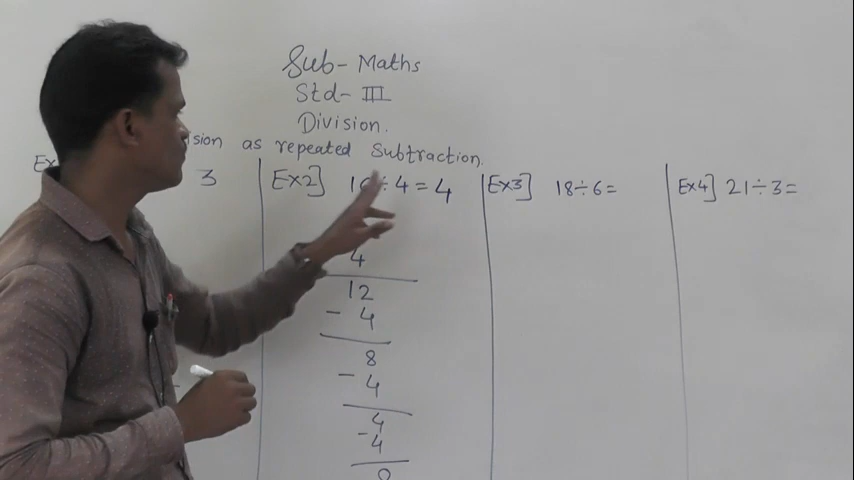 Sub- Maths
Std- III
Division.
as repeated Subtraction.
3
Ex2] 16÷4=4
4
12
- 4
8
- 4
4
-4
0
Ex3] 18÷6=
Ex4] 21÷3=